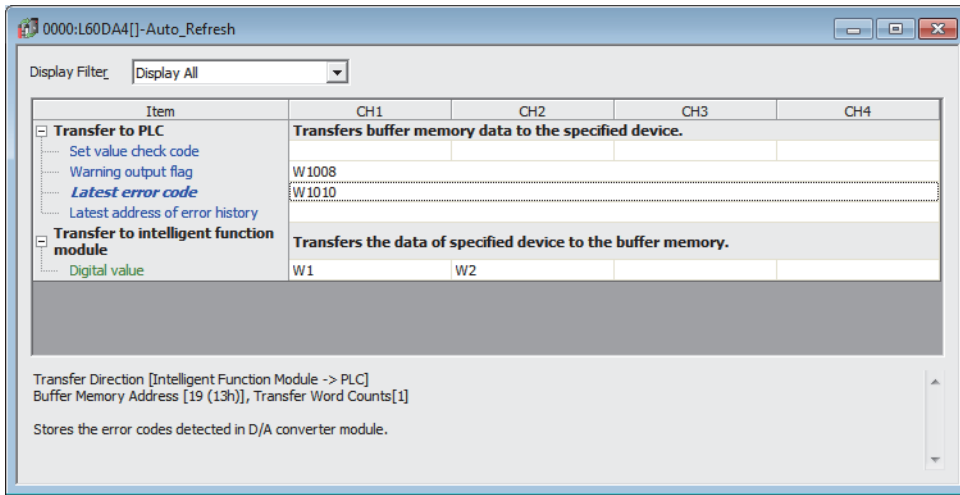 0000:L60DA4[]-Auto_Refresh
Display Filter Display All
Item CH1 CH2 CH3 CH4
Transfer to PLC Transfers buffer memory data to the specified device.
Set value check code
Warning output flag W1008
Latest error code W1010
Latest address of error history
Transfer to intelligent function
module
Transfers the data of specified device to the buffer memory.
Digital value W1 W2
Transfer Direction [Intelligent Function Module -> PLC]
Buffer Memory Address [19 (13h)], Transfer Word Counts[1]
Stores the error codes detected in D/A converter module.